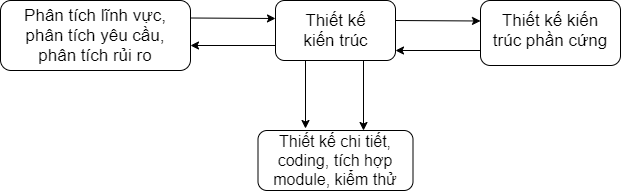 Phân tích lĩnh vực,
phân tích yêu cầu,
phân tích rủi ro
Thiết kế
kiến trúc
Thiết kế kiến
trúc phần cứng
Thiết kế chi tiết,
coding, tích hợp
module, kiểm thử